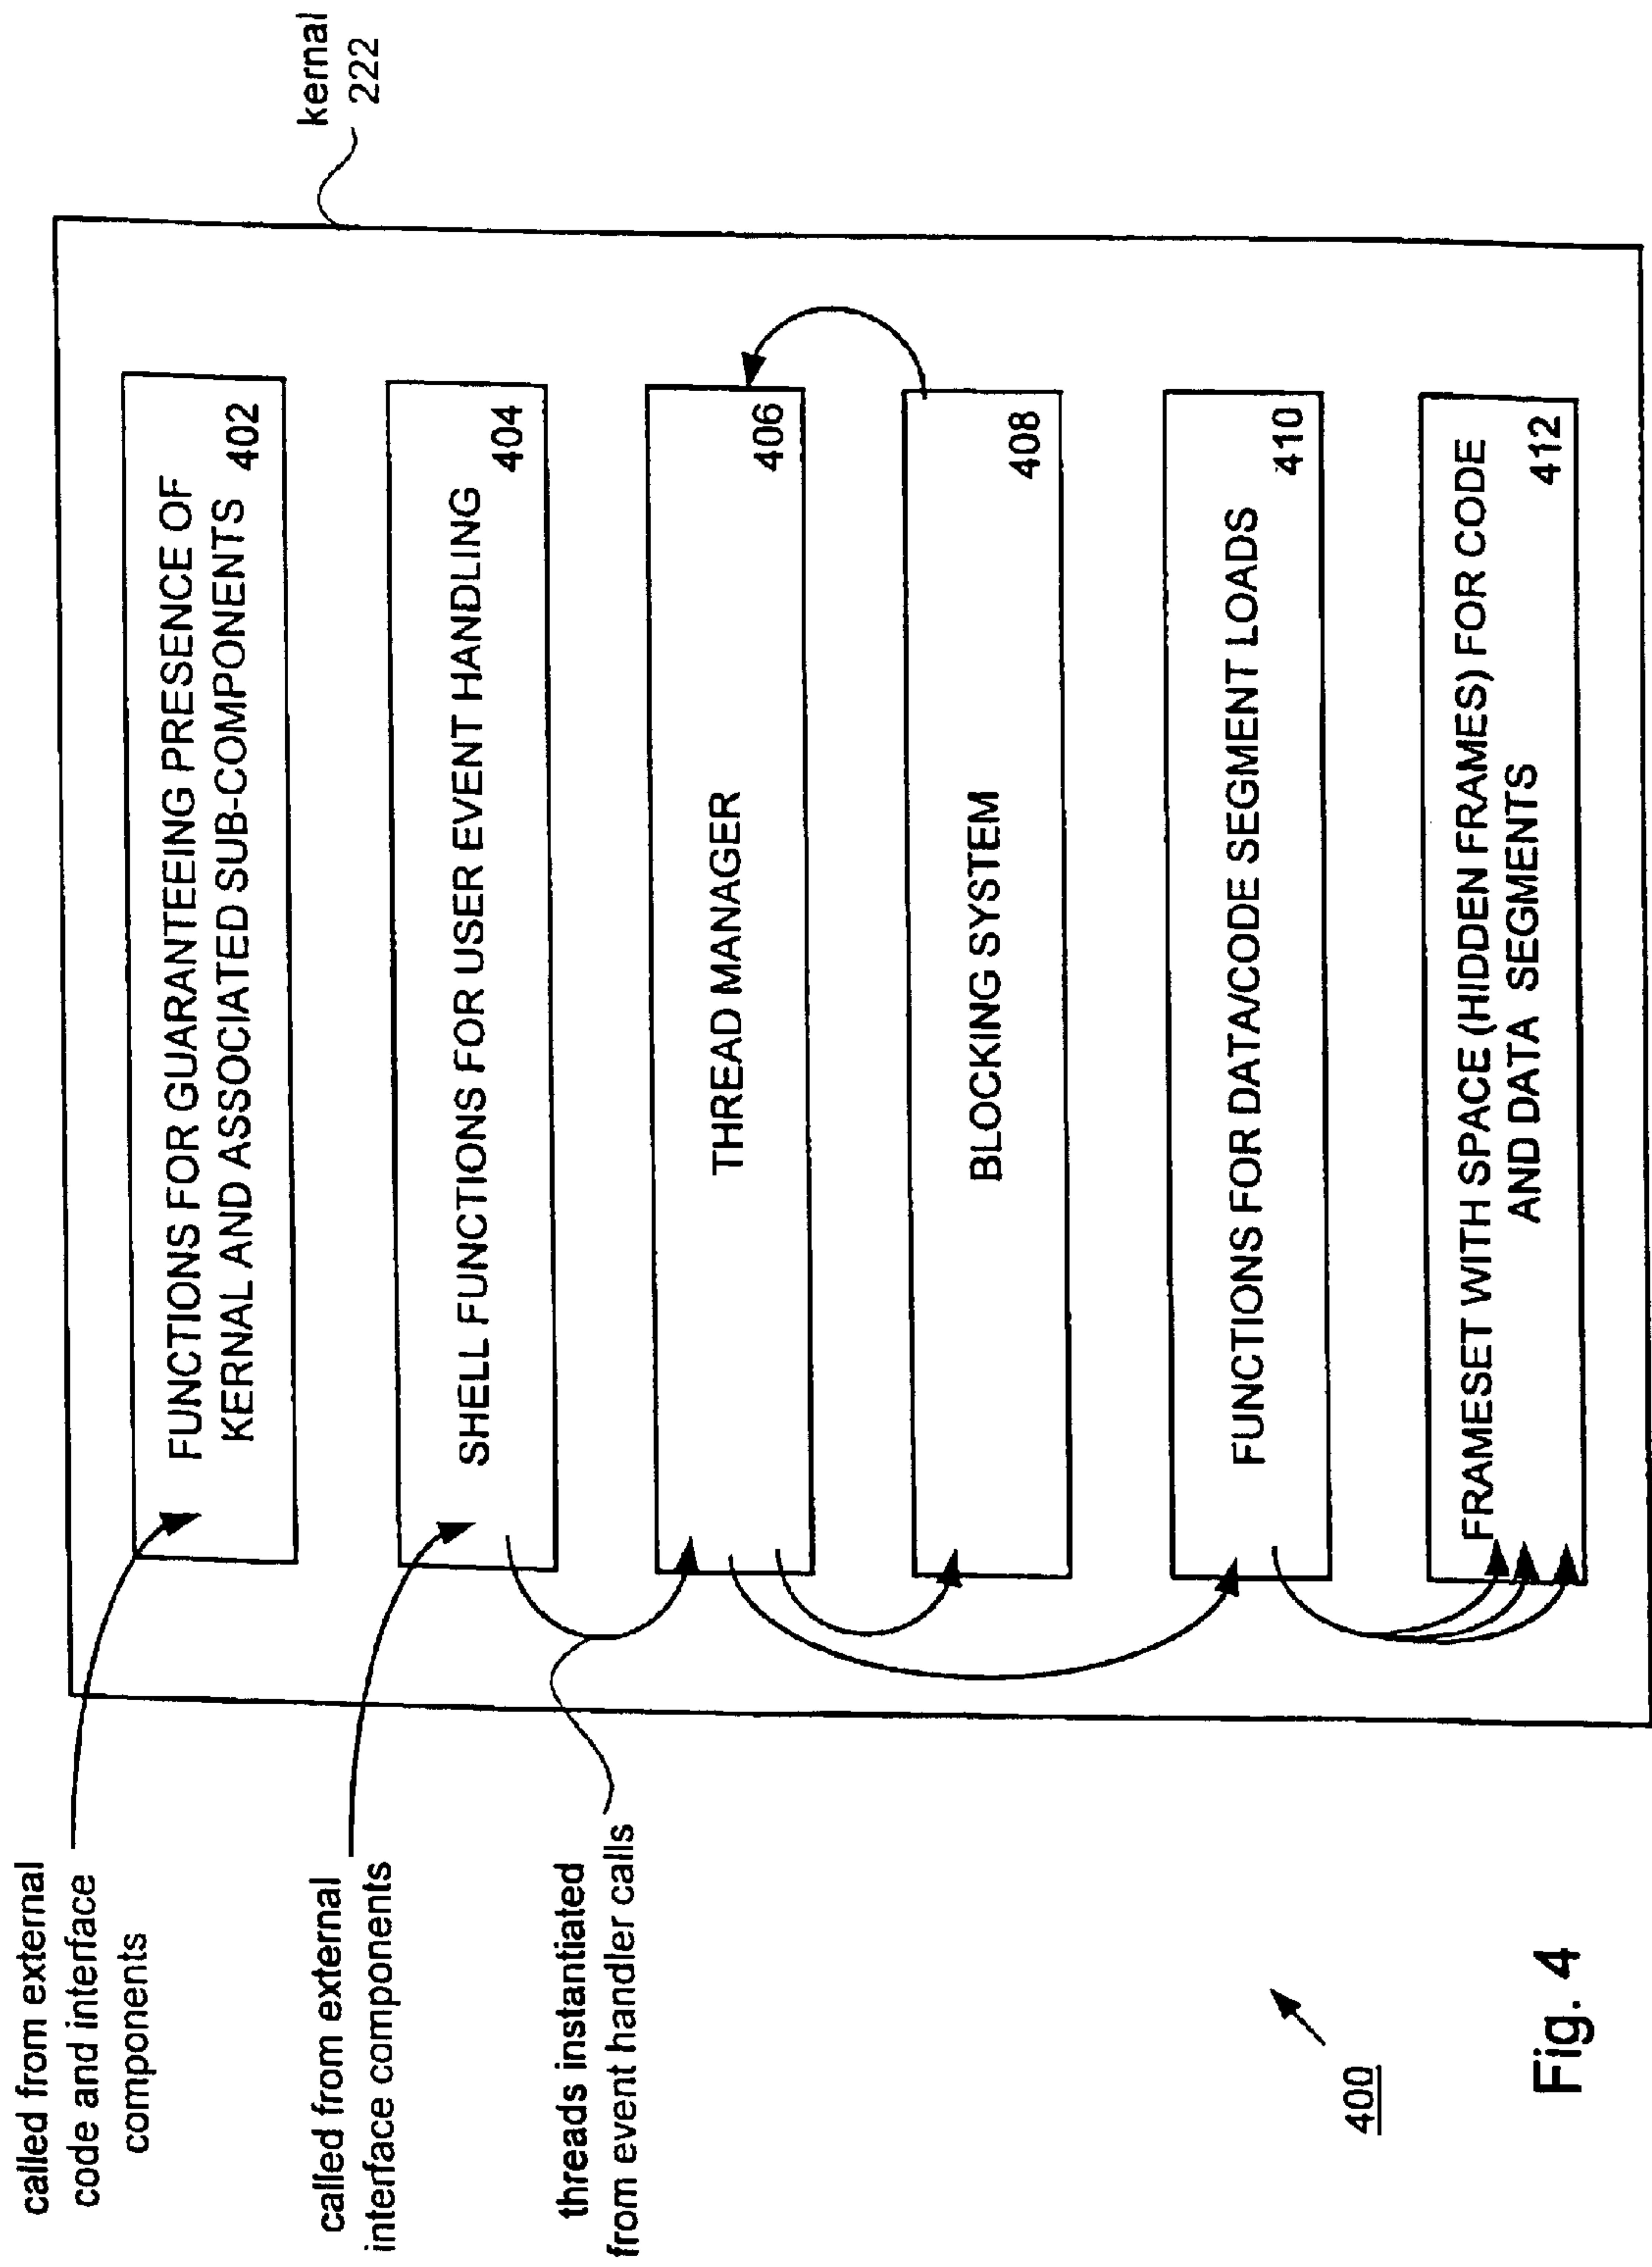 kernal
222
called from external
code and interface
components
FUNCTIONS FOR GUARANTEEING PRESENCE OF
KERNAL AND ASSOCIATED SUB-COMPONENTS
402
called from external
interface components
SHELL FUNCTIONS FOR USER EVENT HANDLING
404
threads instantiated
from event handler calls
THREAD MANAGER
406
BLOCKING SYSTEM
408
FUNCTIONS FOR DATA/CODE SEGMENT LOADS
410
FRAMESET WITH SPACE (HIDDEN FRAMES) FOR CODE
AND DATA SEGMENTS
412
400
Fig. 4